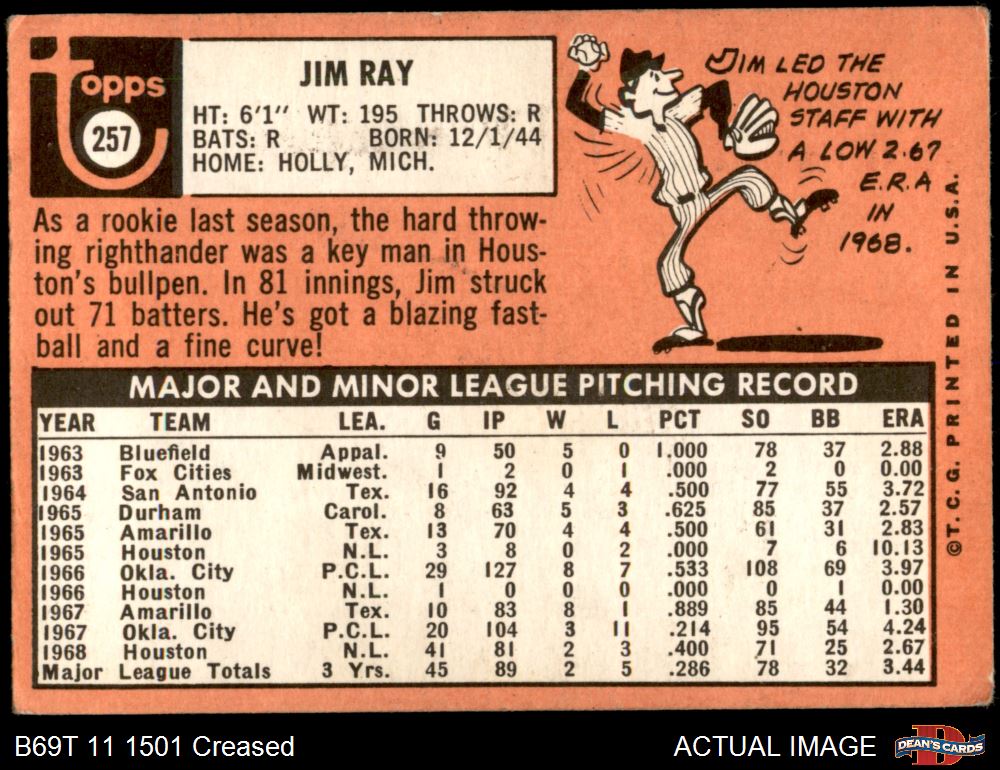 topps
257
JIM RAY
HT: 6'1" WT: 195 THROWS: R
BATS: R BORN: 12/1/44
HOME: HOLLY, MICH.
JIM LED THE
HOUSTON
STAFF WITH
A LOW 2.67
E.R.A
IN
1968.
As a rookie last season, the hard throw-
ing righthander was a key man in Hous-
ton's bullpen. In 81 innings, Jim struck
out 71 batters. He's got a blazing fast-
ball and a fine curve!
MAJOR AND MINOR LEAGUE PITCHING RECORD
YEAR TEAM LEA. G IP W L PCT SO BB ERA
1963 Bluefield Appal. 9 50 5 0 1.000 78 37 2.88
1963 Fox Cities Midwest. 1 2 0 1 .000 2 0 0.00
1964 San Antonio Tex. 16 92 4 4 .500 77 55 3.72
1965 Durham Carol. 8 63 5 3 .625 85 37 2.57
1965 Amarillo Tex. 13 70 4 4 .500 61 31 2.83
1965 Houston N.L. 3 8 0 2 .000 7 6 10.13
1966 Okla. City P.C.L. 29 127 8 7 .533 108 69 3.97
1966 Houston N.L. 1 0 0 0 .000 0 1 0.00
1967 Amarillo Tex. 10 83 8 1 .889 85 44 1.30
1967 Okla. City P.C.L. 20 104 3 11 .214 95 54 4.24
1968 Houston N.L. 41 81 2 3 .400 71 25 2.67
Major League Totals 3 Yrs. 45 89 2 5 .286 78 32 3.44
©T.C.G. PRINTED IN U.S.A.
B69T 11 1501 Creased
ACTUAL IMAGE
DEAN'S CARDS